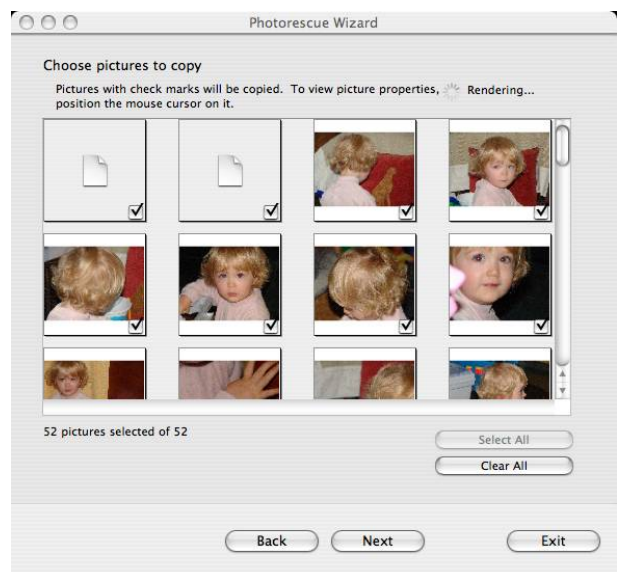 Photorescue Wizard
Choose pictures to copy
Pictures with check marks will be copied. To view picture properties, Rendering...
position the mouse cursor on it.
52 pictures selected of 52
Select All
Clear All
Back Next Exit